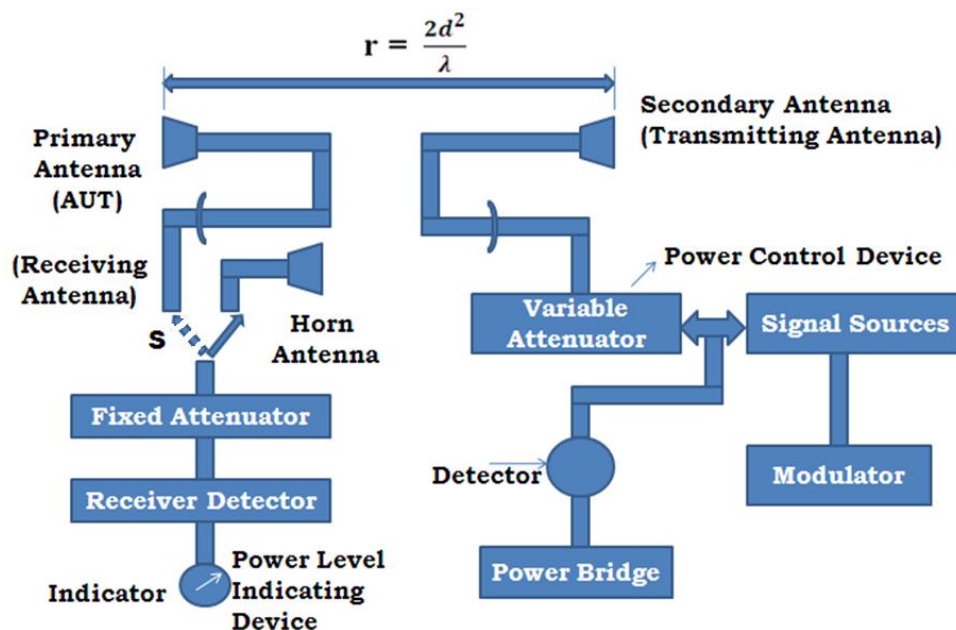 r = 2d²/λ
Primary
Antenna
(AUT)
Secondary Antenna
(Transmitting Antenna)
(Receiving
Antenna)
S
Horn
Antenna
Power Control Device
Variable
Attenuator
Signal Sources
Fixed Attenuator
Receiver Detector
Detector
Modulator
Indicator
Power Level
Indicating
Device
Power Bridge